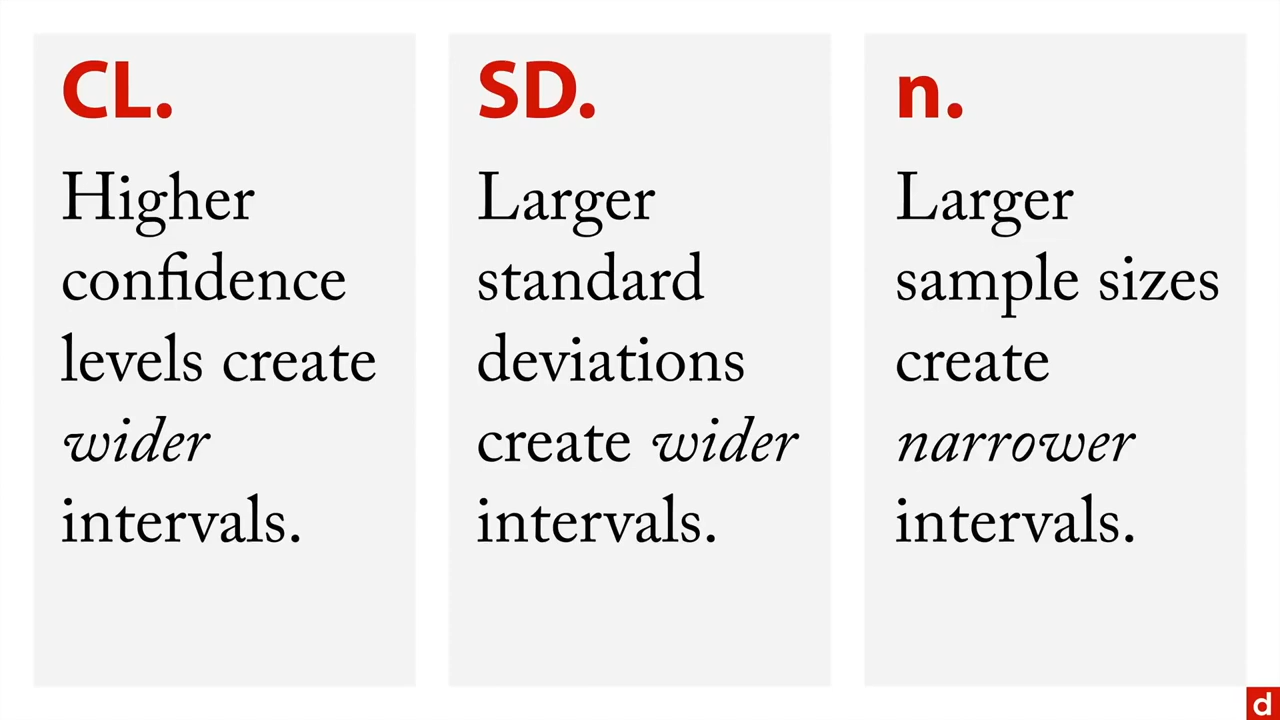 CL.
Higher
confidence
levels create
wider
intervals.
SD.
Larger
standard
deviations
create wider
intervals.
n.
Larger
sample sizes
create
narrower
intervals.
d